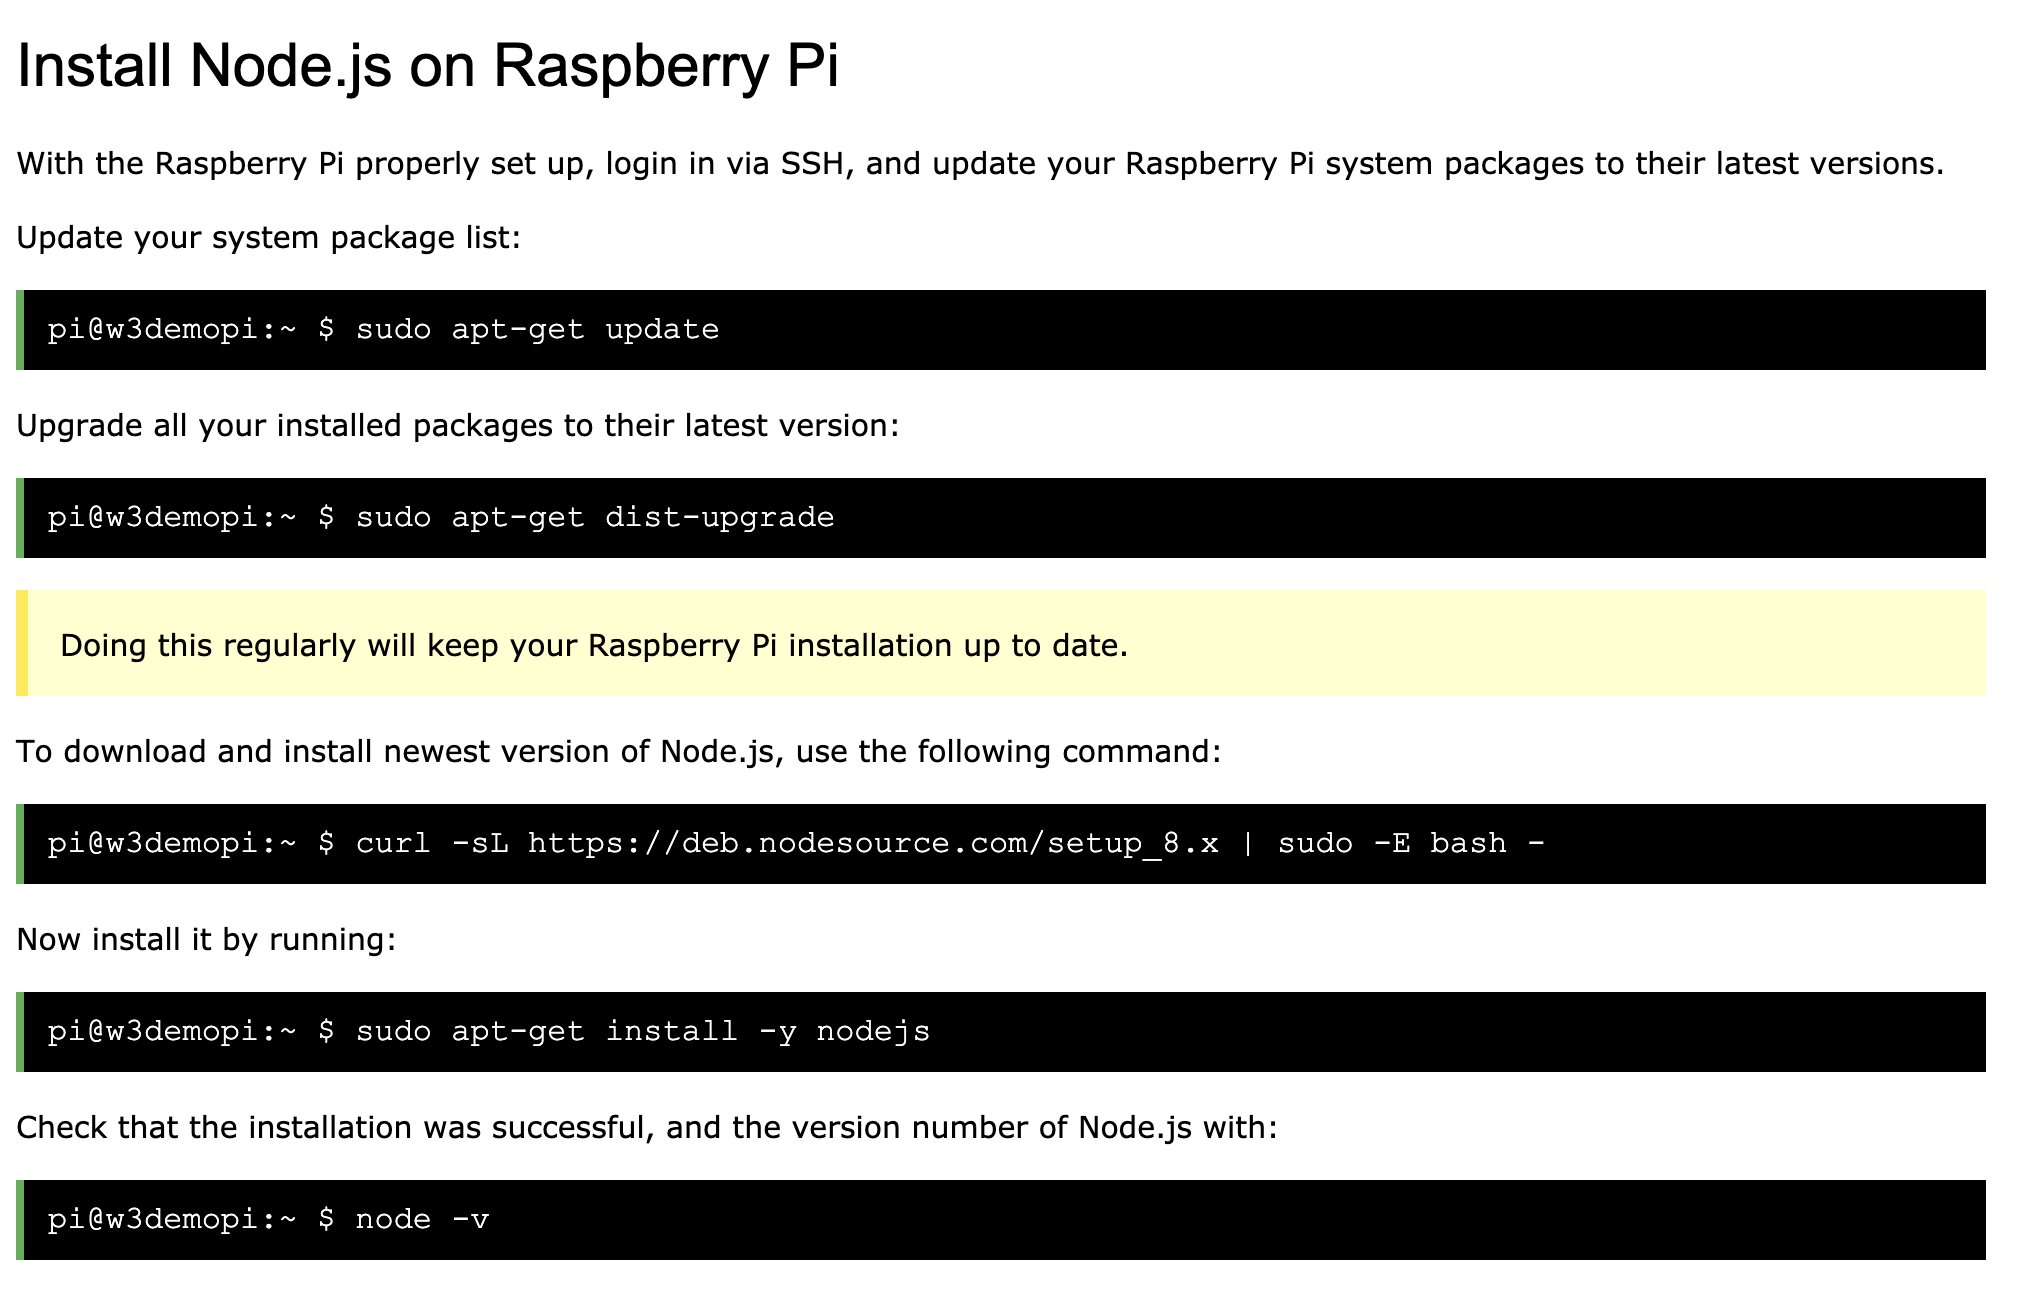 Install Node.js on Raspberry Pi
With the Raspberry Pi properly set up, login in via SSH, and update your Raspberry Pi system packages to their latest versions.
Update your system package list:
pi@w3demopi:~ $ sudo apt-get update
Upgrade all your installed packages to their latest version:
pi@w3demopi:~ $ sudo apt-get dist-upgrade
Doing this regularly will keep your Raspberry Pi installation up to date.
To download and install newest version of Node.js, use the following command:
pi@w3demopi:~ $ curl -sL https://deb.nodesource.com/setup_8.x | sudo -E bash -
Now install it by running:
pi@w3demopi:~ $ sudo apt-get install -y nodejs
Check that the installation was successful, and the version number of Node.js with:
pi@w3demopi:~ $ node -v